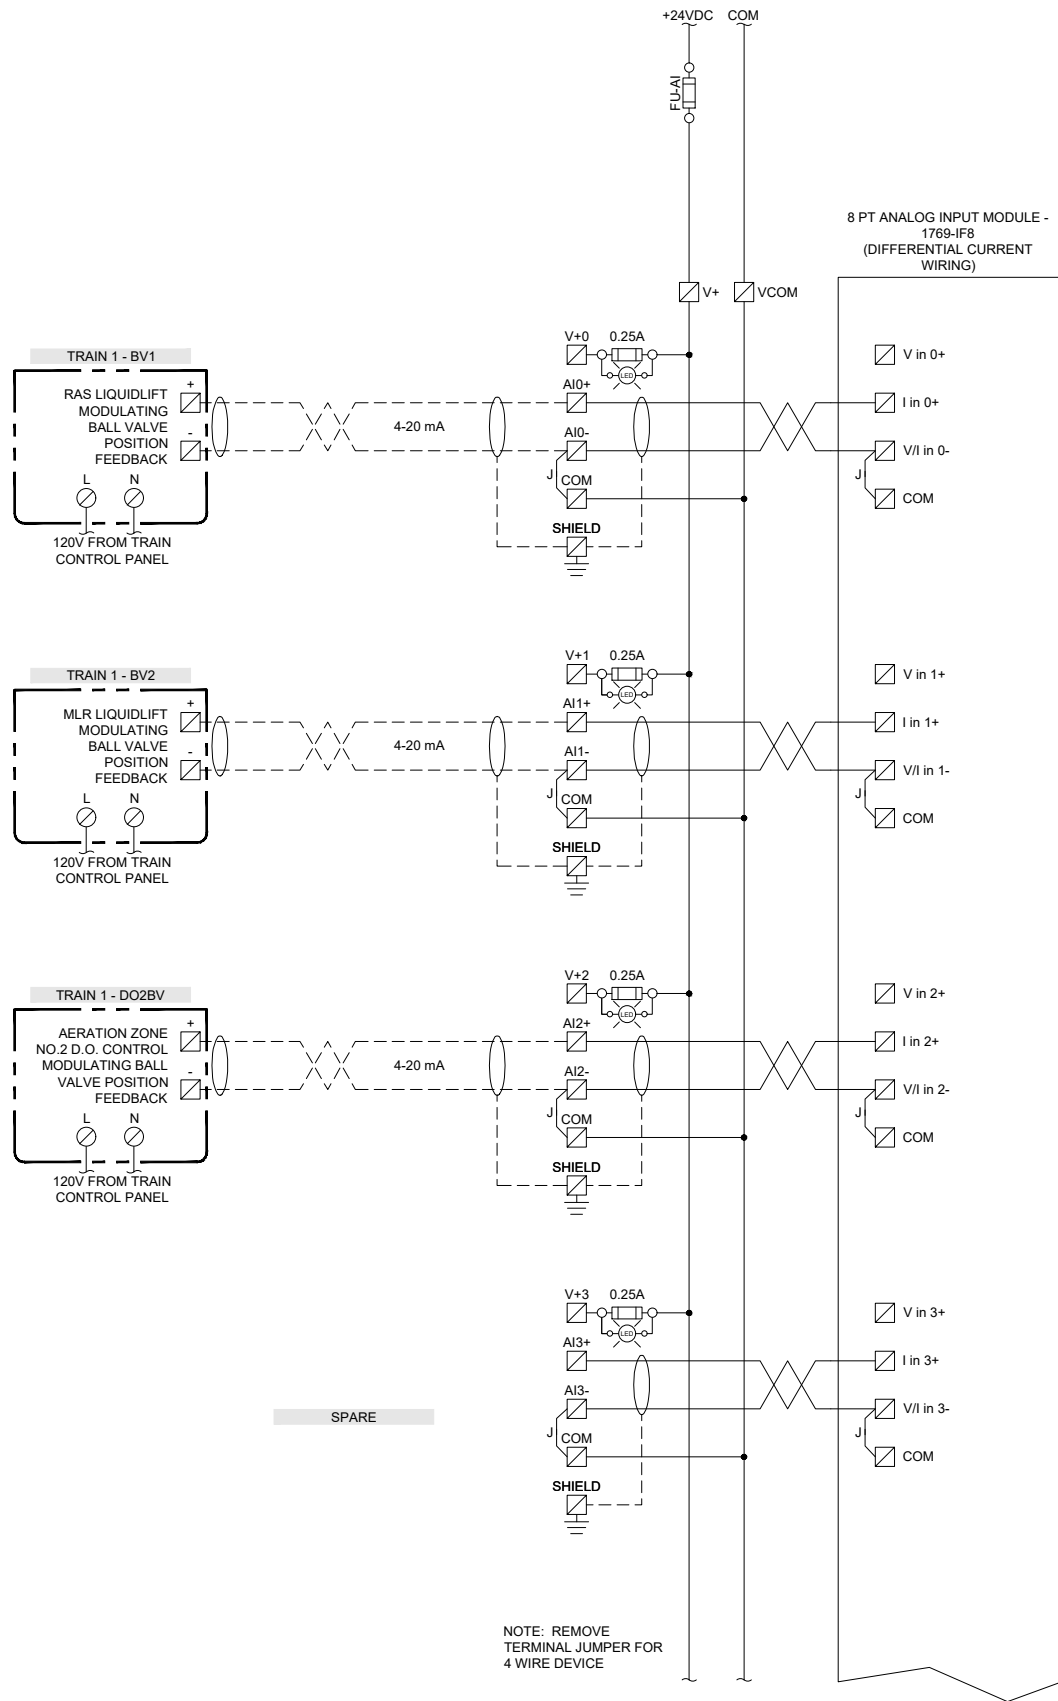 +24VDC COM
FU-AI
8 PT ANALOG INPUT MODULE -
1769-IF8
(DIFFERENTIAL CURRENT
WIRING)
V+ VCOM
TRAIN 1 - BV1
RAS LIQUIDLIFT
MODULATING
BALL VALVE
POSITION
FEEDBACK
+
-
L N
120V FROM TRAIN
CONTROL PANEL
4-20 mA
V+0 0.25A
LED
AI0+
AI0-
J
COM
SHIELD
V in 0+
I in 0+
V/I in 0-
J
COM
TRAIN 1 - BV2
MLR LIQUIDLIFT
MODULATING
BALL VALVE
POSITION
FEEDBACK
+
-
L N
120V FROM TRAIN
CONTROL PANEL
4-20 mA
V+1 0.25A
LED
AI1+
AI1-
J
COM
SHIELD
V in 1+
I in 1+
V/I in 1-
J
COM
TRAIN 1 - DO2BV
AERATION ZONE
NO.2 D.O. CONTROL
MODULATING BALL
VALVE POSITION
FEEDBACK
+
-
L N
120V FROM TRAIN
CONTROL PANEL
4-20 mA
V+2 0.25A
LED
AI2+
AI2-
J
COM
SHIELD
V in 2+
I in 2+
V/I in 2-
J
COM
SPARE
V+3 0.25A
LED
AI3+
AI3-
J
COM
SHIELD
V in 3+
I in 3+
V/I in 3-
J
COM
NOTE: REMOVE
TERMINAL JUMPER FOR
4 WIRE DEVICE